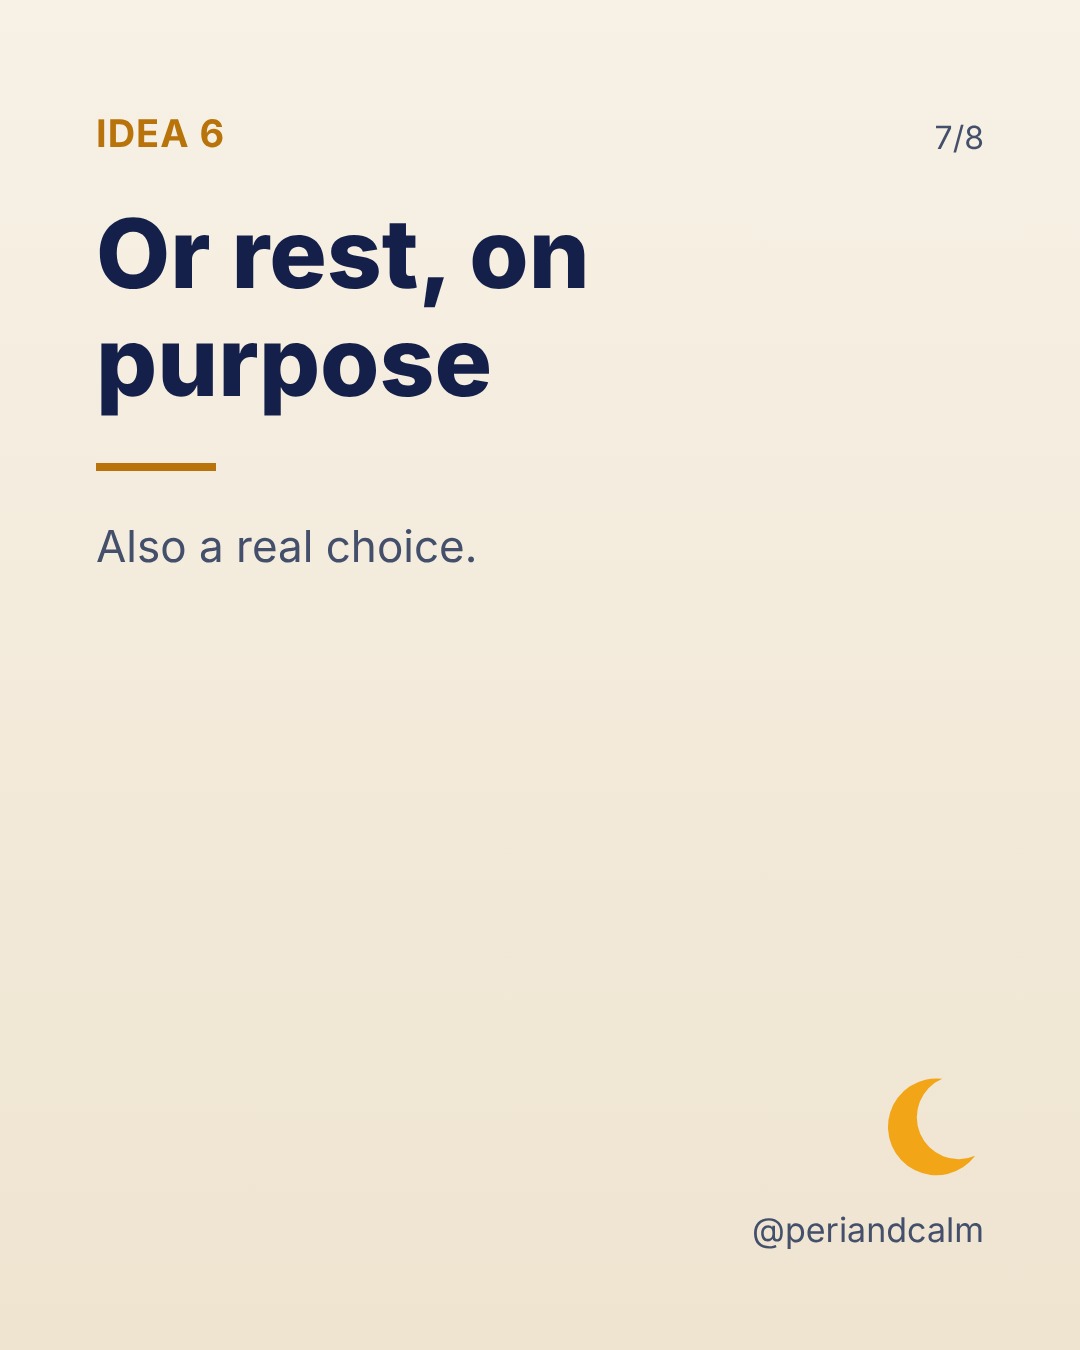 IDEA 6
7/8
Or rest, on
purpose
Also a real choice.
@periandcalm